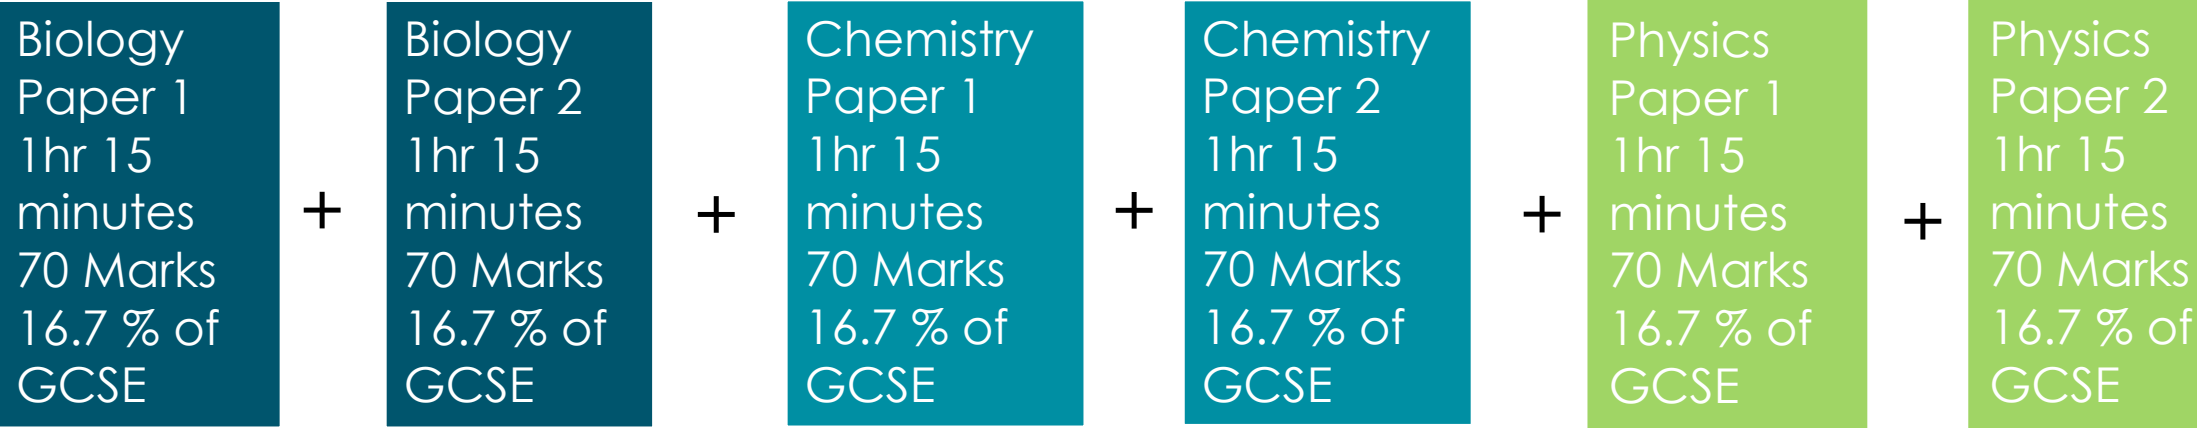 Biology
Paper 1
1hr 15
minutes
70 Marks
16.7 % of
GCSE
+
Biology
Paper 2
1hr 15
minutes
70 Marks
16.7 % of
GCSE
+
Chemistry
Paper 1
1hr 15
minutes
70 Marks
16.7 % of
GCSE
+
Chemistry
Paper 2
1hr 15
minutes
70 Marks
16.7 % of
GCSE
+
Physics
Paper 1
1hr 15
minutes
70 Marks
16.7 % of
GCSE
+
Physics
Paper 2
1hr 15
minutes
70 Marks
16.7 % of
GCSE